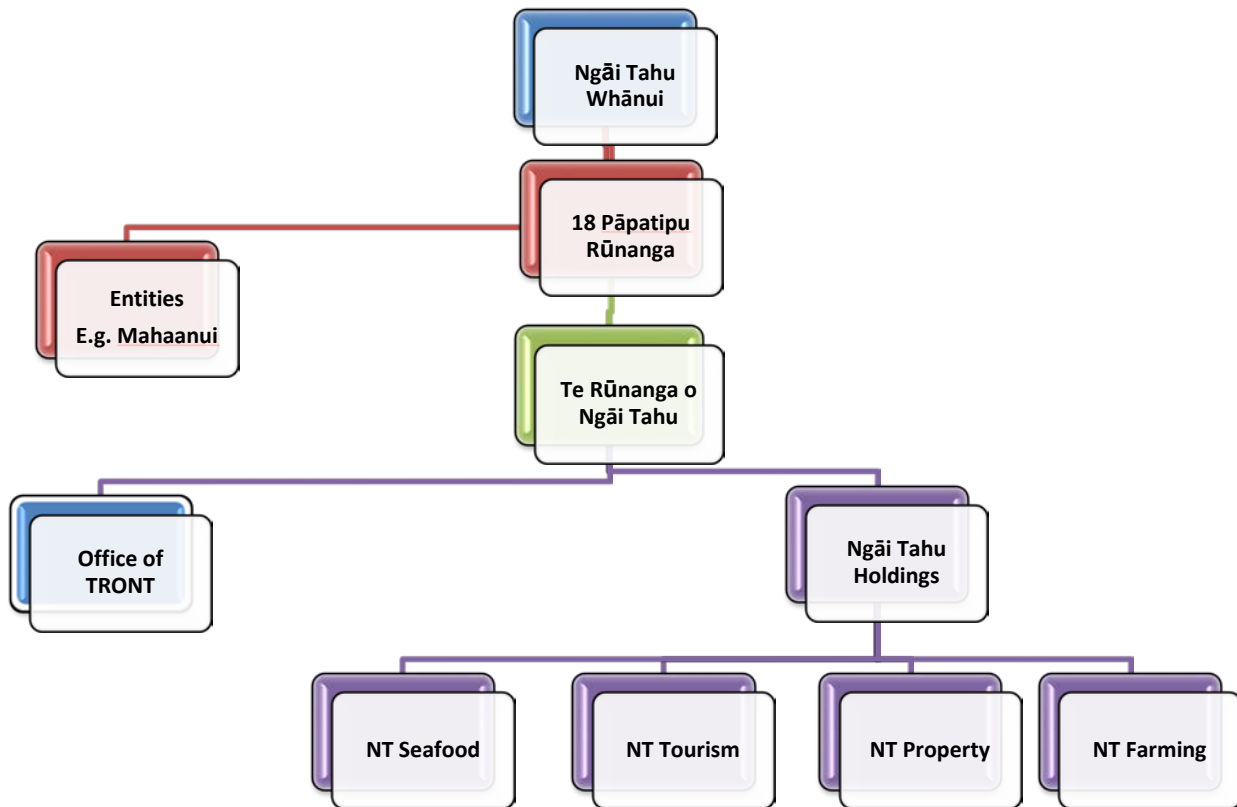 Ngāi Tahu
Whānui
18 Pāpatipu
Rūnanga
Entities
E.g. Mahaanui
Te Rūnanga o
Ngāi Tahu
Office of
TRONT
Ngāi Tahu
Holdings
NT Seafood
NT Tourism
NT Property
NT Farming